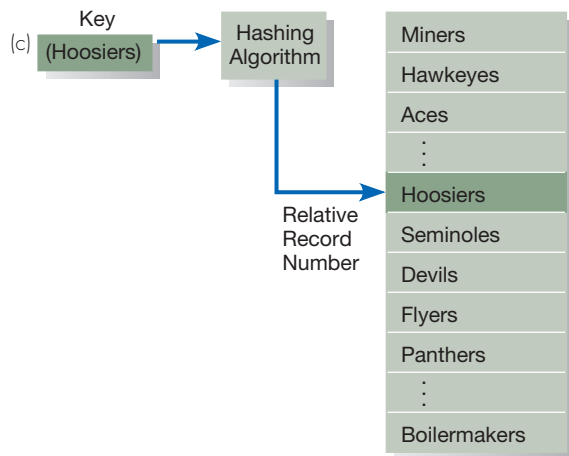 Key
(c)
(Hoosiers)
Hashing
Algorithm
Relative
Record
Number
Miners
Hawkeyes
Aces
⋮
Hoosiers
Seminoles
Devils
Flyers
Panthers
⋮
Boilermakers